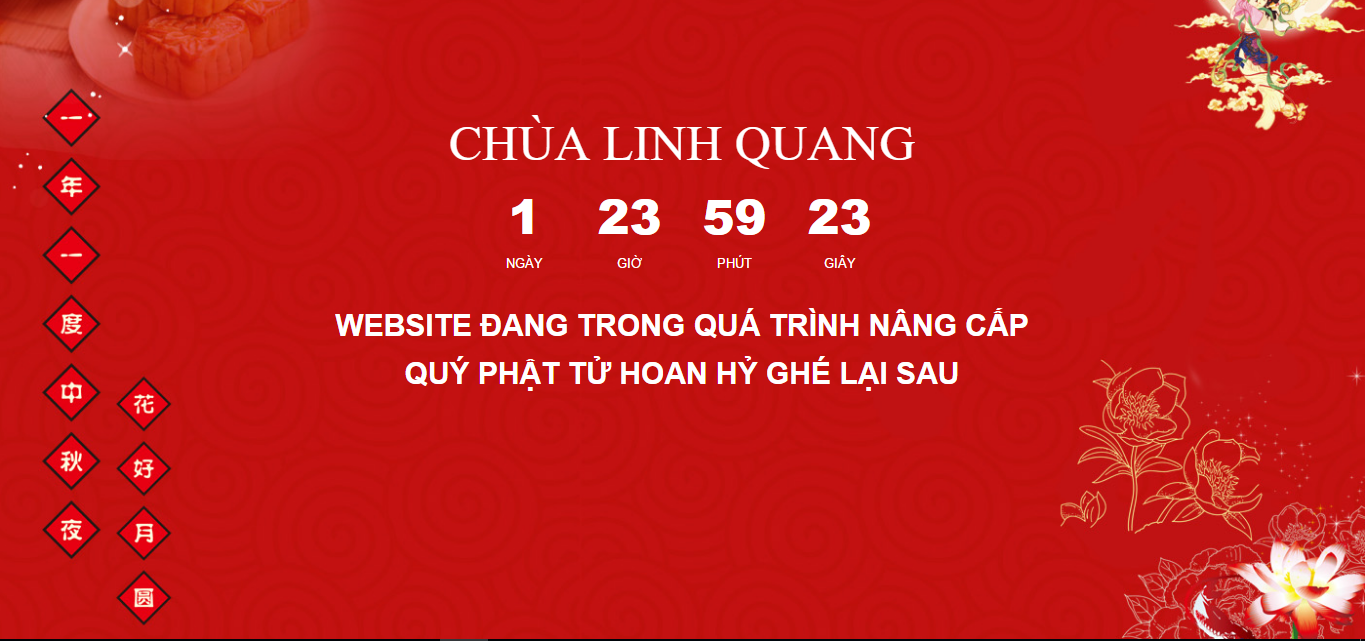 CHÙA LINH QUANG
1 23 59 23
NGÀY GIỜ PHÚT GIÂY
WEBSITE ĐANG TRONG QUÁ TRÌNH NÂNG CẤP
QUÝ PHẬT TỬ HOAN HỶ GHÉ LẠI SAU
一年一度中秋夜
花好月圆